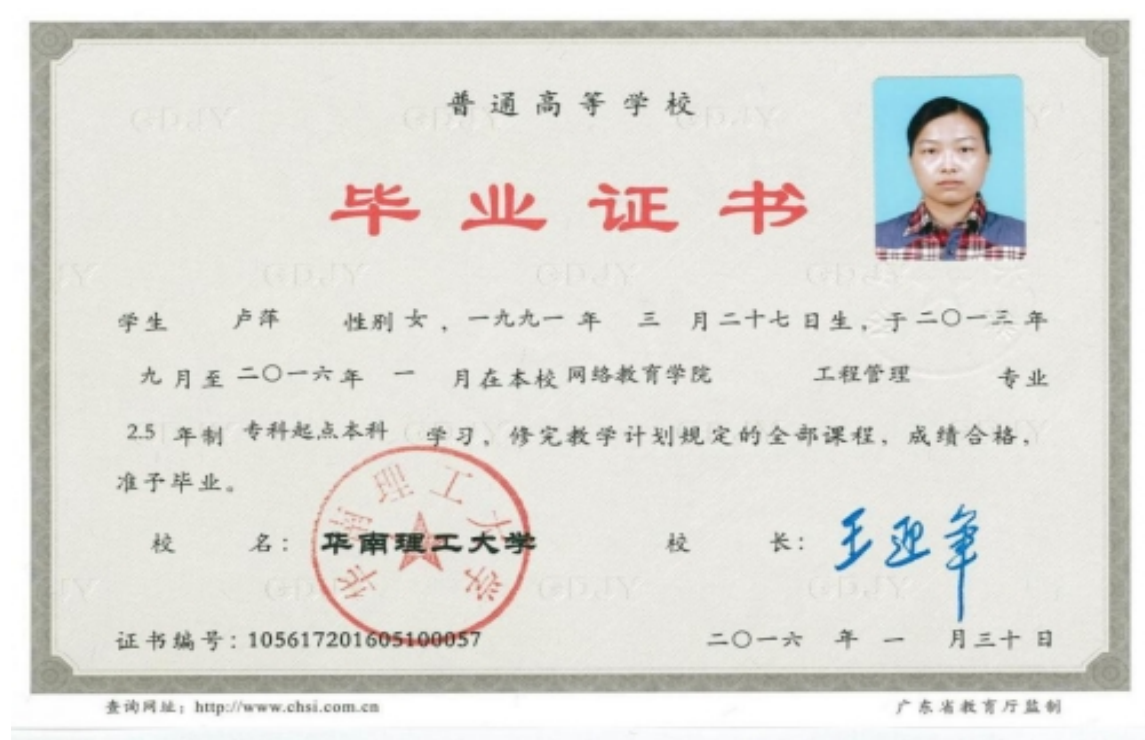 普通高等学校
毕业证书
学生 卢萍 性别 女，一九九一 年 三 月二十七日生，于二〇一三 年
九 月至 二〇一六年 一 月在本校 网络教育学院 工程管理 专业
2.5 年制 专科起点本科 学习，修完教学计划规定的全部课程，成绩合格，
准予毕业。
校 名：华南理工大学 校 长：王迎军
华南理工大学
证书编号：105617201605100057 二〇一六 年 一 月三十日
查询网址：http://www.chsi.com.cn 广东省教育厅监制